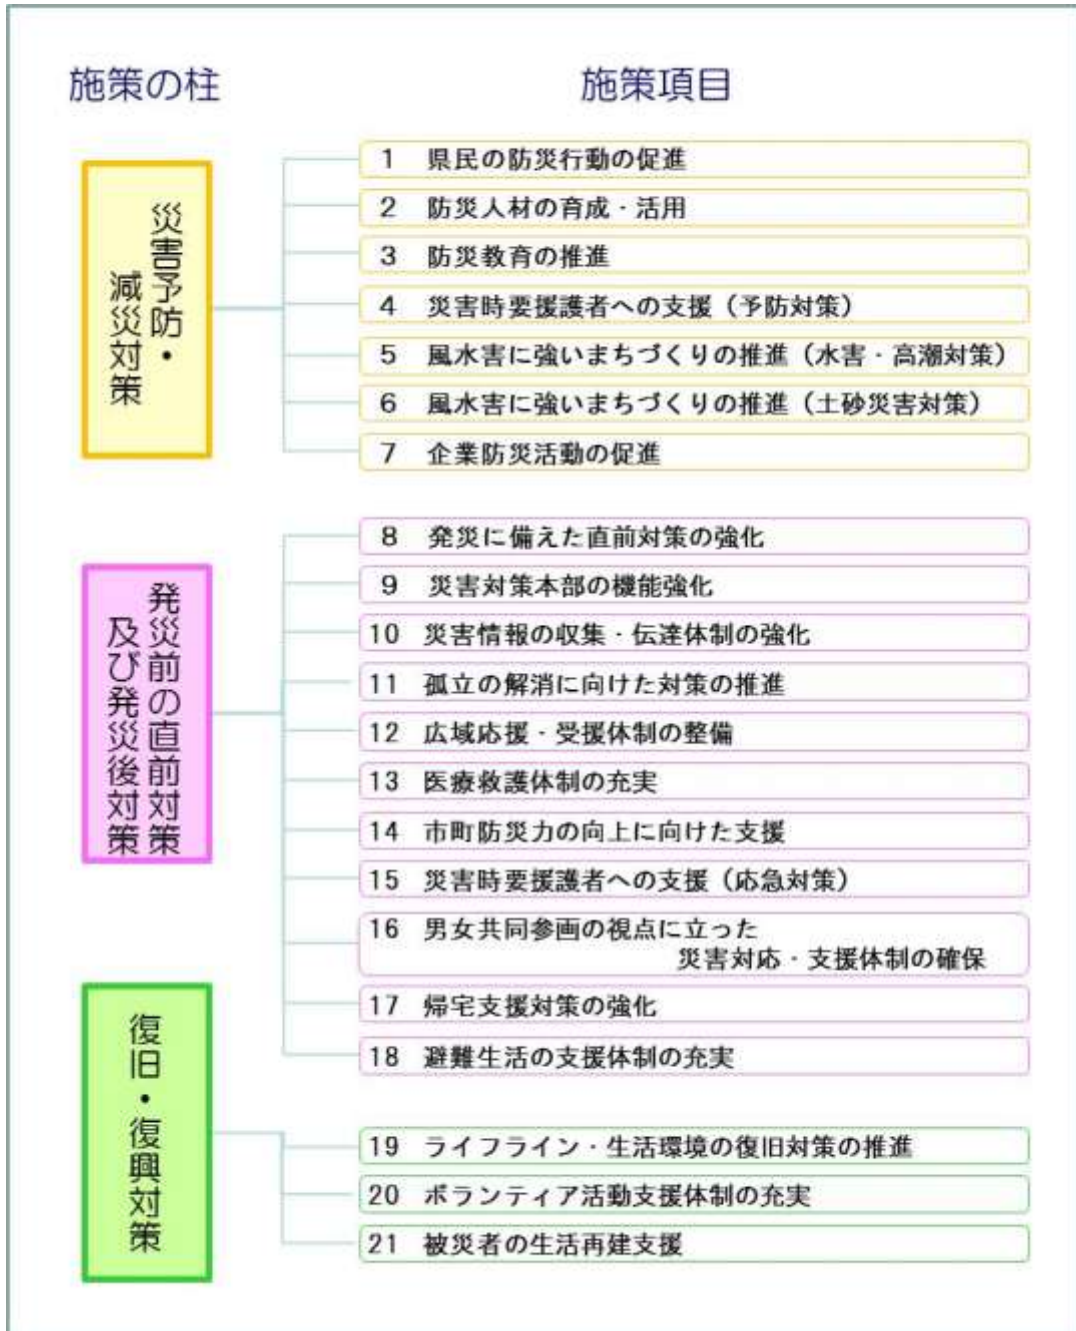 施策の柱
施策項目
災害予防・
減災対策
1 県民の防災行動の促進
2 防災人材の育成・活用
3 防災教育の推進
4 災害時要援護者への支援（予防対策）
5 風水害に強いまちづくりの推進（水害・高潮対策）
6 風水害に強いまちづくりの推進（土砂災害対策）
7 企業防災活動の促進
発災前の直前対策
及び発災後対策
8 発災に備えた直前対策の強化
9 災害対策本部の機能強化
10 災害情報の収集・伝達体制の強化
11 孤立の解消に向けた対策の推進
12 広域応援・受援体制の整備
13 医療救護体制の充実
14 市町防災力の向上に向けた支援
15 災害時要援護者への支援（応急対策）
16 男女共同参画の視点に立った
災害対応・支援体制の確保
17 帰宅支援対策の強化
18 避難生活の支援体制の充実
復旧・復興対策
19 ライフライン・生活環境の復旧対策の推進
20 ボランティア活動支援体制の充実
21 被災者の生活再建支援